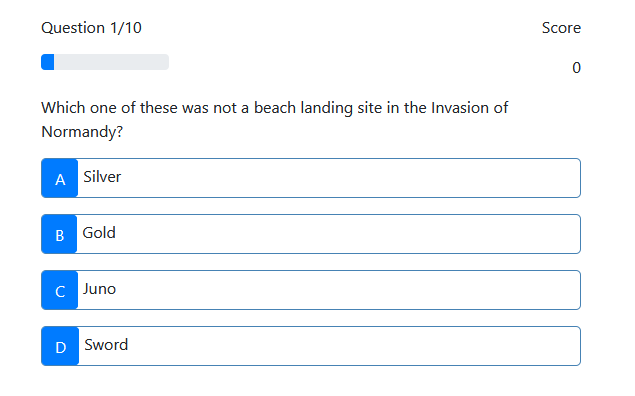 Question 1/10 Score
0
Which one of these was not a beach landing site in the Invasion of
Normandy?
A Silver
B Gold
C Juno
D Sword